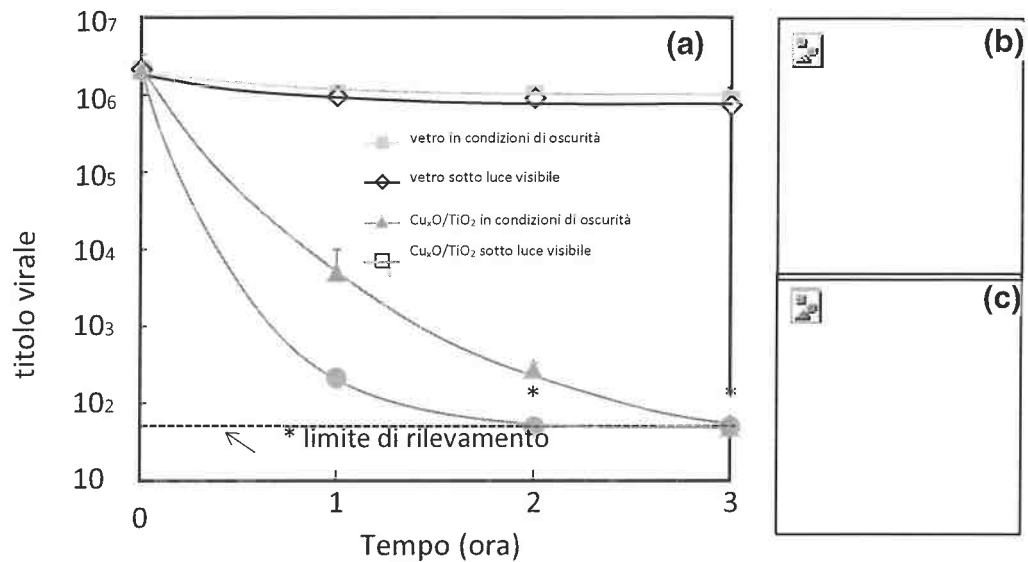 10⁷
10⁶
10⁵
10⁴
10³
10²
10
titolo virale
(a)
vetro in condizioni di oscurità
vetro sotto luce visibile
CuₓO/TiO₂ in condizioni di oscurità
CuₓO/TiO₂ sotto luce visibile
* *
* limite di rilevamento
0 1 2 3
Tempo (ora)
(b)
(c)